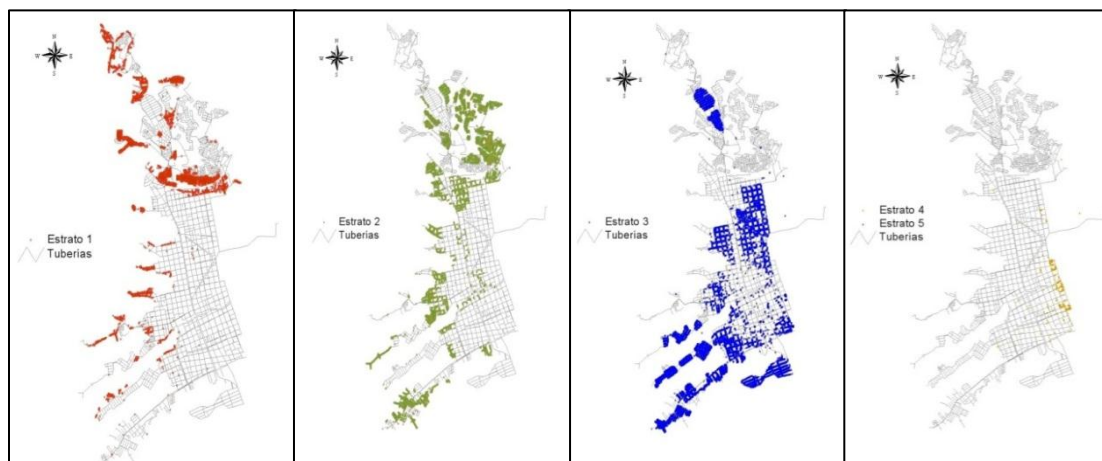 N
W E
S
Estrato 1
Tuberias
N
W E
S
Estrato 2
Tuberias
N
W E
S
Estrato 3
Tuberias
N
W E
S
Estrato 4
Estrato 5
Tuberias